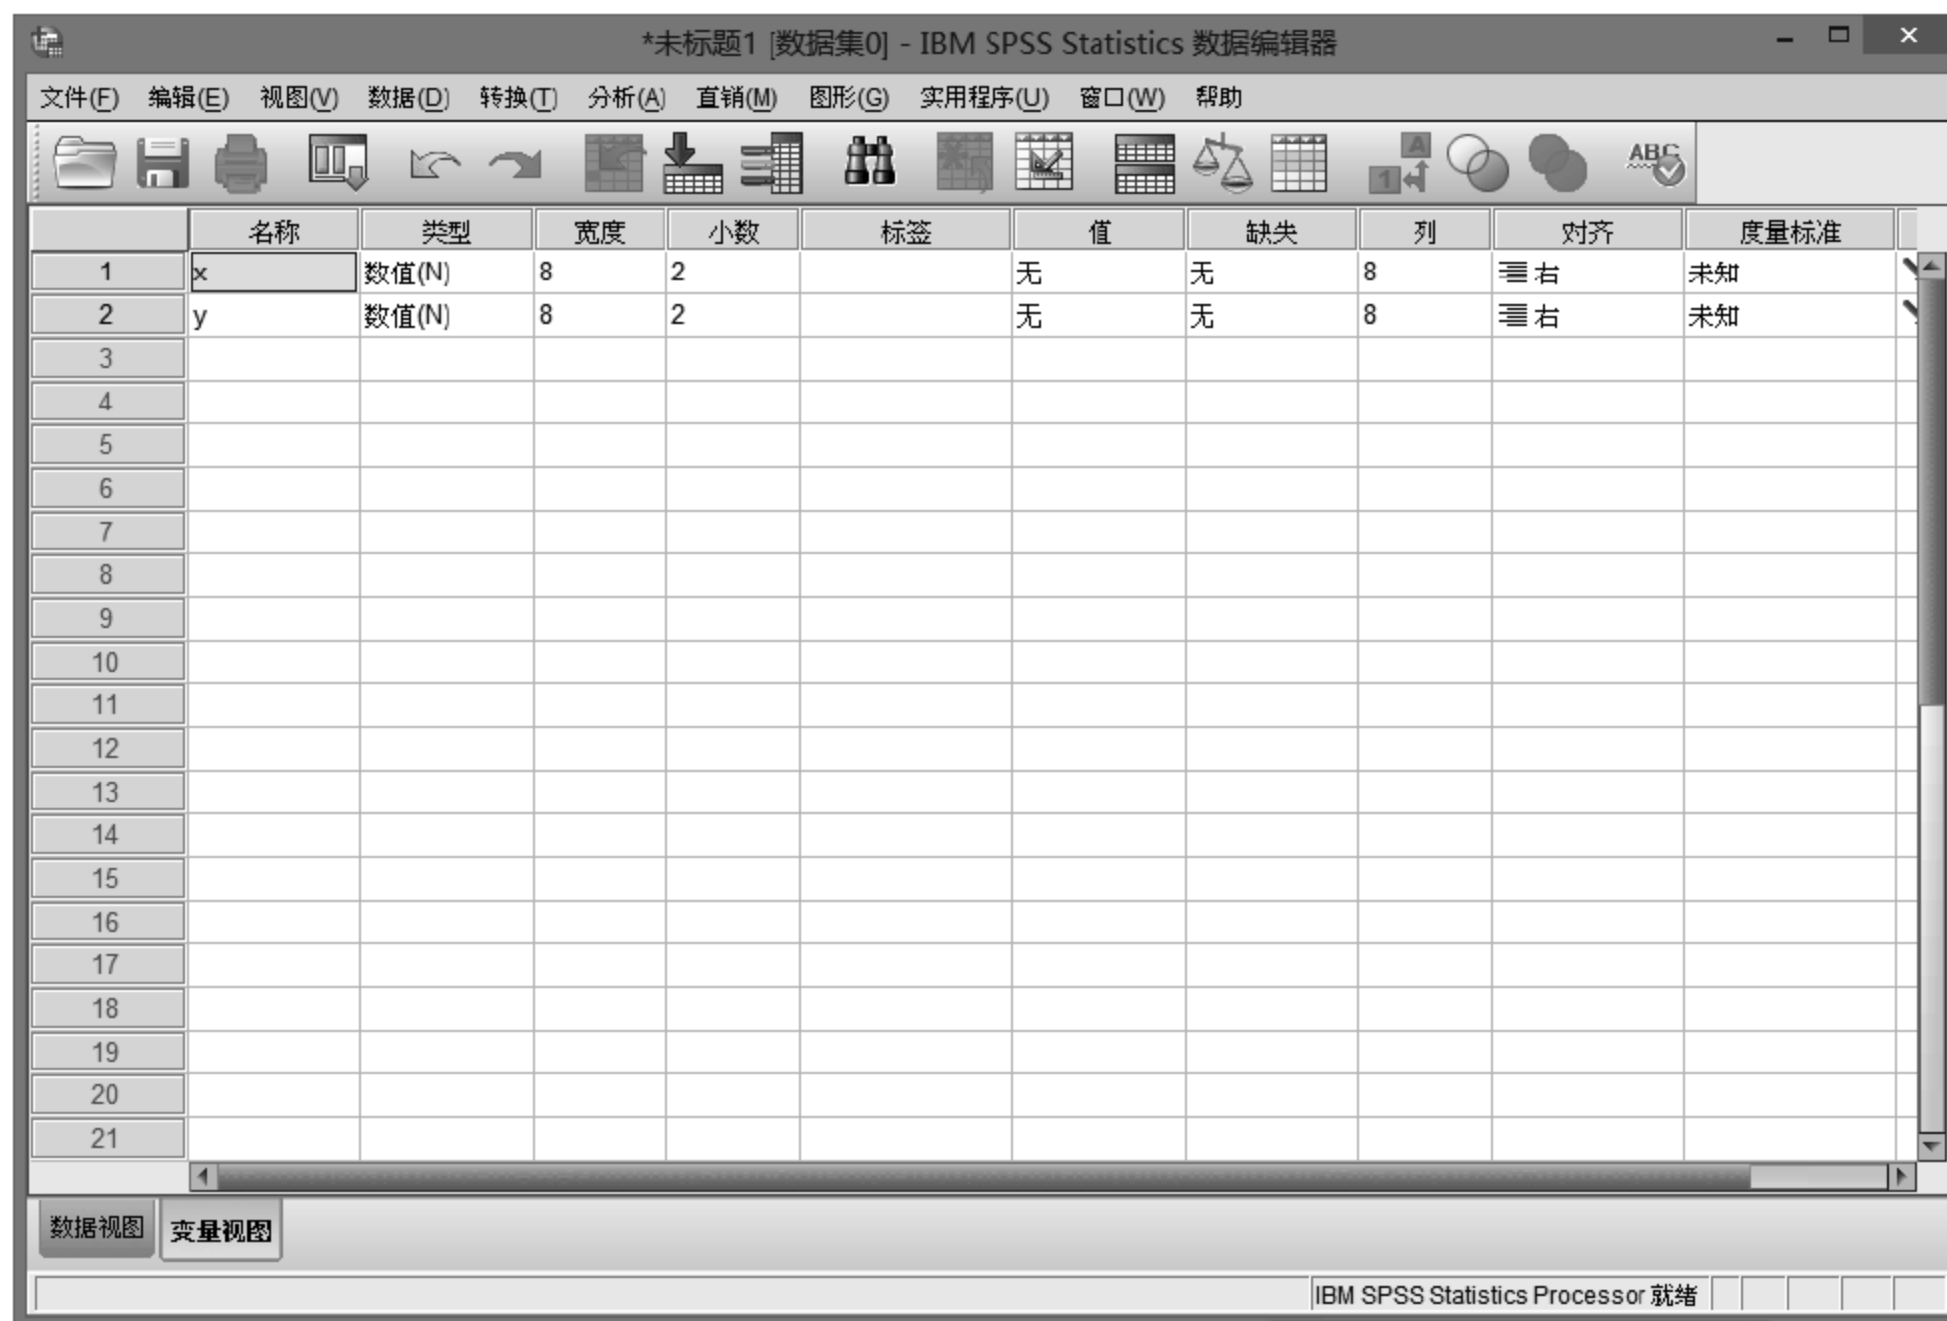 *未标题1 [数据集0] - IBM SPSS Statistics 数据编辑器
文件(F) 编辑(E) 视图(V) 数据(D) 转换(T) 分析(A) 直销(M) 图形(G) 实用程序(U) 窗口(W) 帮助
A
1
ABC
名称 类型 宽度 小数 标签 值 缺失 列 对齐 度量标准
1 x 数值(N) 8 2 无 无 8 右 未知
2 y 数值(N) 8 2 无 无 8 右 未知
3
4
5
6
7
8
9
10
11
12
13
14
15
16
17
18
19
20
21
数据视图 变量视图
IBM SPSS Statistics Processor 就绪